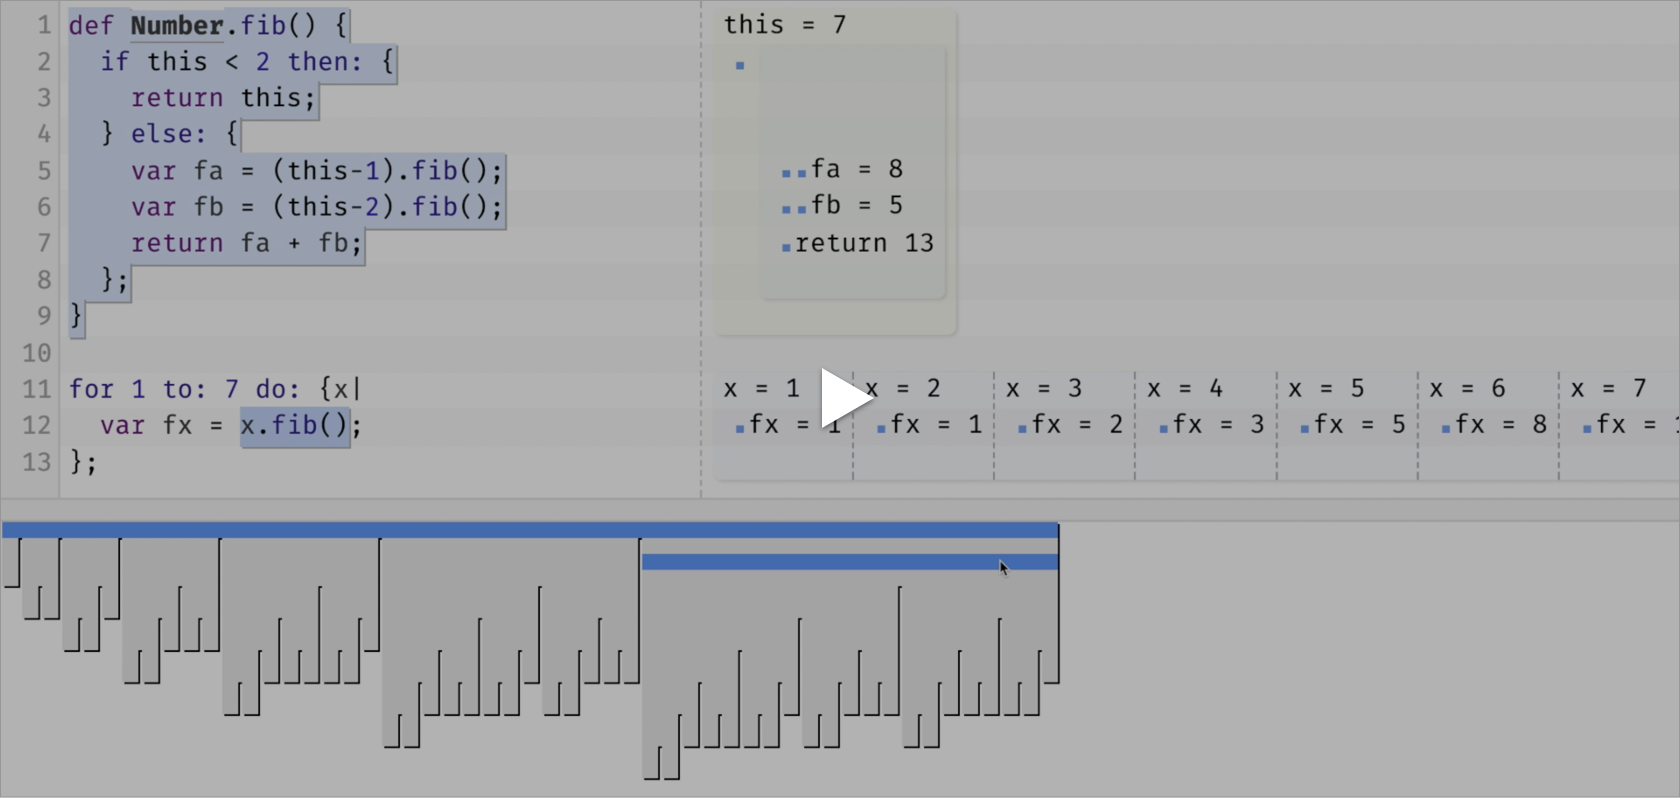 1 def Number.fib() {
2 if this < 2 then: {
3 return this;
4 } else: {
5 var fa = (this-1).fib();
6 var fb = (this-2).fib();
7 return fa + fb;
8 };
9 }
10
11 for 1 to: 7 do: {x|
12 var fx = x.fib();
13 };
this = 7
fa = 8
fb = 5
return 13
x = 1 x = 2 x = 3 x = 4 x = 5 x = 6 x = 7
fx = 1 fx = 1 fx = 2 fx = 3 fx = 5 fx = 8 fx =